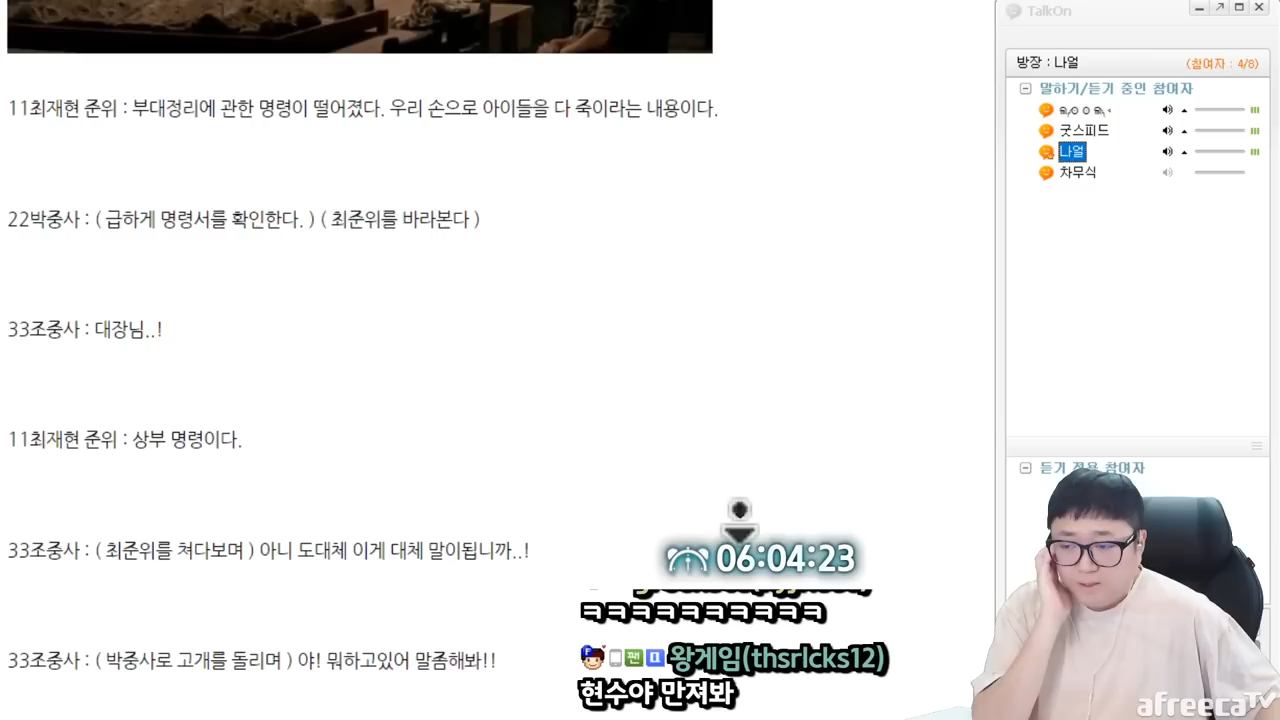 11최재현 준위 : 부대정리에 관한 명령이 떨어졌다. 우리 손으로 아이들을 다 죽이라는 내용이다.
22박중사 : ( 급하게 명령서를 확인한다. ) ( 최준위를 바라본다 )
33조중사 : 대장님..!
11최재현 준위 : 상부 명령이다.
33조중사 : ( 최준위를 쳐다보며 ) 아니 도대체 이게 대체 말이됩니까..!
33조중사 : ( 박중사로 고개를 돌리며 ) 야! 뭐하고있어 말좀해봐!!
06:04:23
ㅋㅋㅋㅋㅋㅋㅋㅋㅋㅋ
팬 왕게임(thsrlcks12)
현수야 만져봐
TalkOn
방장 : 나얼
(참여자 : 4/8)
말하기/듣기 중인 참여자
굿스피드
나얼
차무식
듣기 전용 참여자
afreecaTV